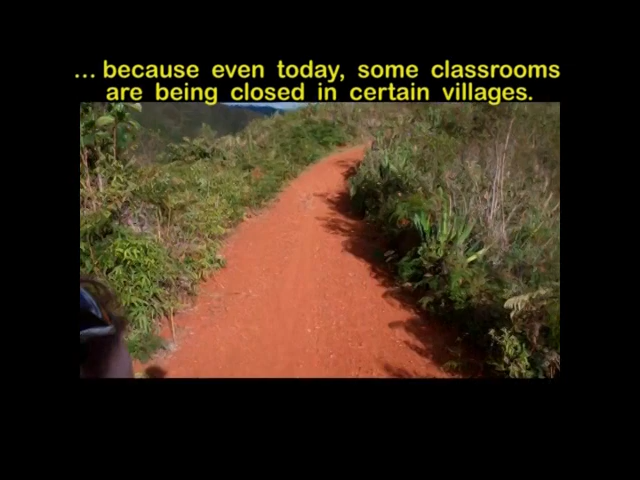 ... because even today, some classrooms
are being closed in certain villages.